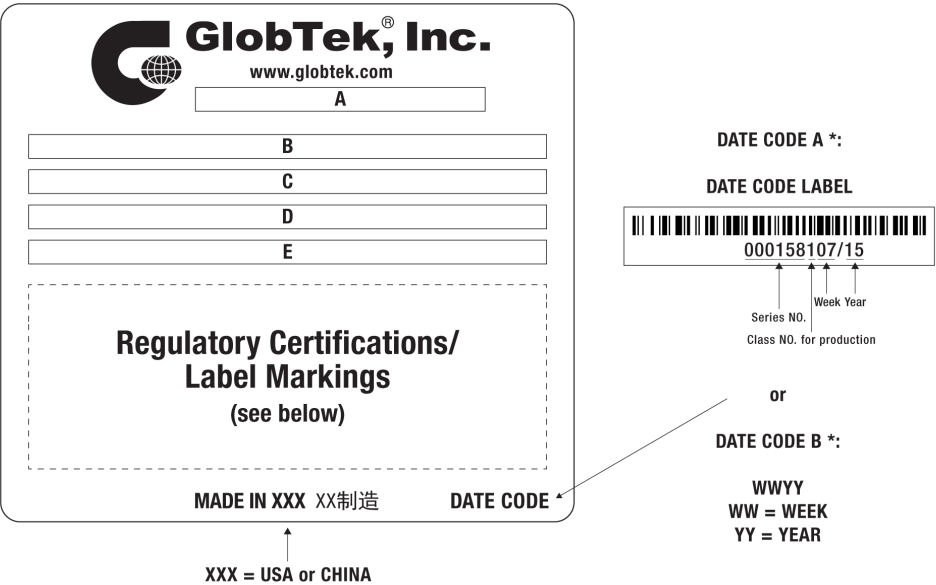 GlobTek,® Inc.
www.globtek.com
A
B
C
D
E
Regulatory Certifications/
Label Markings
(see below)
MADE IN XXX XX制造
DATE CODE
XXX = USA or CHINA
DATE CODE A *:
DATE CODE LABEL
000158107/15
Week Year
Series NO.
Class NO. for production
or
DATE CODE B *:
WWYY
WW = WEEK
YY = YEAR